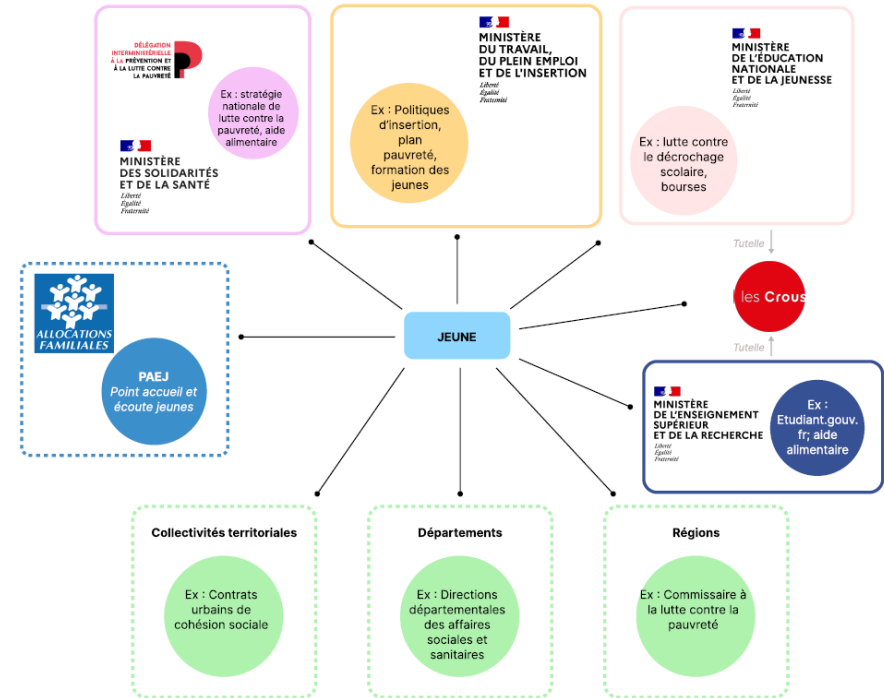 DÉLÉGATION
INTERMINISTÉRIELLE
À LA PRÉVENTION ET
À LA LUTTE CONTRE
LA PAUVRETÉ
Ex : stratégie
nationale de
lutte contre la
pauvreté, aide
alimentaire
MINISTÈRE
DES SOLIDARITÉS
ET DE LA SANTÉ
Liberté
Égalité
Fraternité
MINISTÈRE
DU TRAVAIL,
DU PLEIN EMPLOI
ET DE L'INSERTION
Liberté
Égalité
Fraternité
Ex : Politiques
d'insertion,
plan
pauvreté,
formation des
jeunes
MINISTÈRE
DE L'ÉDUCATION
NATIONALE
ET DE LA JEUNESSE
Liberté
Égalité
Fraternité
Ex : lutte contre
le décrochage
scolaire,
bourses
Tutelle
les Crous
Tutelle
ALLOCATIONS
FAMILIALES
PAEJ
Point accueil et
écoute jeunes
JEUNE
MINISTÈRE
DE L'ENSEIGNEMENT
SUPÉRIEUR
ET DE LA RECHERCHE
Liberté
Égalité
Fraternité
Ex :
Etudiant.gouv.
fr; aide
alimentaire
Collectivités territoriales
Ex : Contrats
urbains de
cohésion sociale
Départements
Ex : Directions
départementales
des affaires
sociales et
sanitaires
Régions
Ex : Commissaire à
la lutte contre la
pauvreté